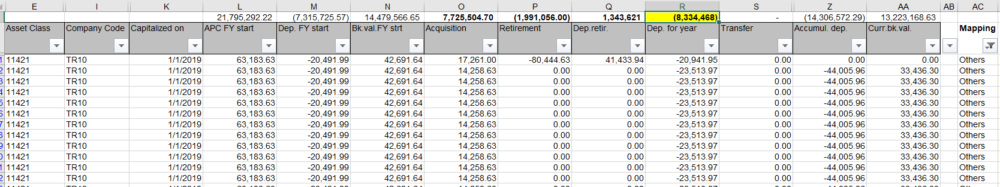 E I K L M N O P Q R S Z AA AB AC
21,795,292.22 (7,315,725.57) 14,479,566.65 7,725,504.70 (1,991,056.00) 1,343,621 (8,334,468) - (14,306,572.29) 13,223,168.63
Asset Class Company Code Capitalized on APC FY start Dep. FY start Bk.val.FY strt Acquisition Retirement Dep.retir. Dep. for year Transfer Accumul. dep. Curr.bk.val. Mapping
1 11421 TR10 1/1/2019 63,183.63 -20,491.99 42,691.64 17,261.00 -80,444.63 41,433.94 -20,941.95 0.00 0.00 0.00 Others
2 11421 TR10 1/1/2019 63,183.63 -20,491.99 42,691.64 14,258.63 0.00 0.00 -23,513.97 0.00 -44,005.96 33,436.30 Others
3 11421 TR10 1/1/2019 63,183.63 -20,491.99 42,691.64 14,258.63 0.00 0.00 -23,513.97 0.00 -44,005.96 33,436.30 Others
4 11421 TR10 1/1/2019 63,183.63 -20,491.99 42,691.64 14,258.63 0.00 0.00 -23,513.97 0.00 -44,005.96 33,436.30 Others
5 11421 TR10 1/1/2019 63,183.63 -20,491.99 42,691.64 14,258.63 0.00 0.00 -23,513.97 0.00 -44,005.96 33,436.30 Others
6 11421 TR10 1/1/2019 63,183.63 -20,491.99 42,691.64 14,258.63 0.00 0.00 -23,513.97 0.00 -44,005.96 33,436.30 Others
7 11421 TR10 1/1/2019 63,183.63 -20,491.99 42,691.64 14,258.63 0.00 0.00 -23,513.97 0.00 -44,005.96 33,436.30 Others
8 11421 TR10 1/1/2019 63,183.63 -20,491.99 42,691.64 14,258.63 0.00 0.00 -23,513.97 0.00 -44,005.96 33,436.30 Others
9 11421 TR10 1/1/2019 63,183.63 -20,491.99 42,691.64 14,258.63 0.00 0.00 -23,513.97 0.00 -44,005.96 33,436.30 Others
0 11421 TR10 1/1/2019 63,183.63 -20,491.99 42,691.64 14,258.63 0.00 0.00 -23,513.97 0.00 -44,005.96 33,436.30 Others
1 11421 TR10 1/1/2019 63,183.63 -20,491.99 42,691.64 14,258.63 0.00 0.00 -23,513.97 0.00 -44,005.96 33,436.30 Others
2 11421 TR10 1/1/2019 63,183.63 -20,491.99 42,691.64 14,258.63 0.00 0.00 -23,513.97 0.00 -44,005.96 33,436.30 Others